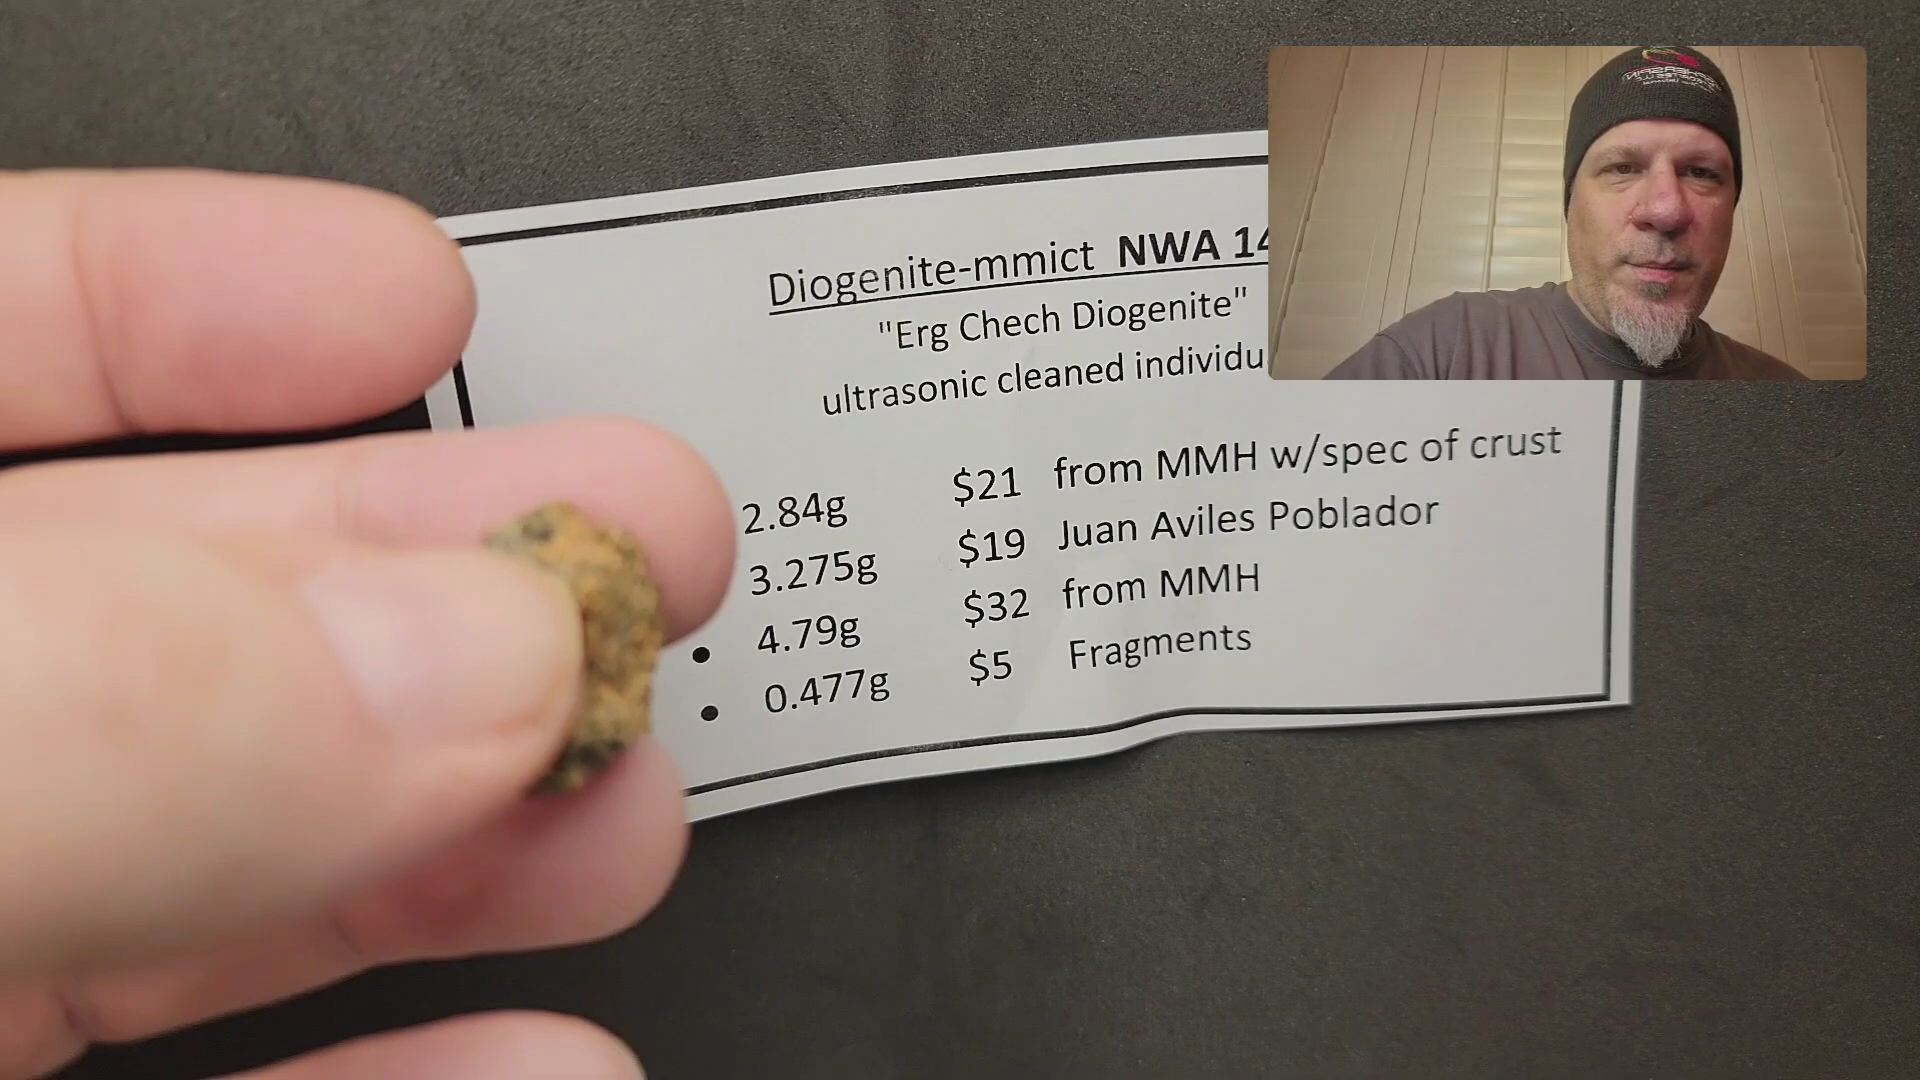 Diogenite-mmict NWA 14
"Erg Chech Diogenite"
ultrasonic cleaned individu
2.84g $21 from MMH w/spec of crust
3.275g $19 Juan Aviles Poblador
• 4.79g $32 from MMH
• 0.477g $5 Fragments